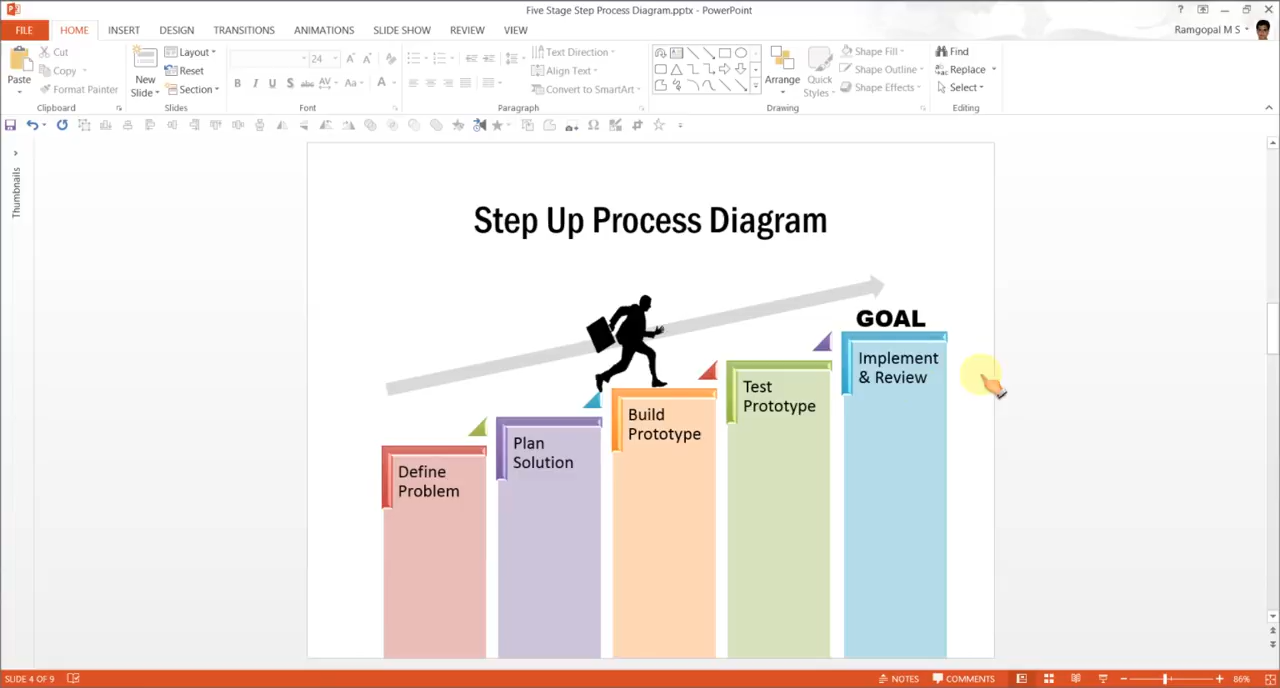 Five Stage Step Process Diagram.pptx - PowerPoint
?
Ramgopal M S
FILE HOME INSERT DESIGN TRANSITIONS ANIMATIONS SLIDE SHOW REVIEW VIEW
Paste
Cut
Copy
Format Painter
Clipboard
New
Slide
Layout
Reset
Section
Slides
24
B I U S abc AV Aa A
Font
Text Direction
Align Text
Convert to SmartArt
Paragraph
Arrange
Quick
Styles
Shape Fill
Shape Outline
Shape Effects
Drawing
Find
Replace
Select
Editing
Thumbnails
Step Up Process Diagram
GOAL
Define
Problem
Plan
Solution
Build
Prototype
Test
Prototype
Implement
& Review
SLIDE 4 OF 9
NOTES
COMMENTS
86%